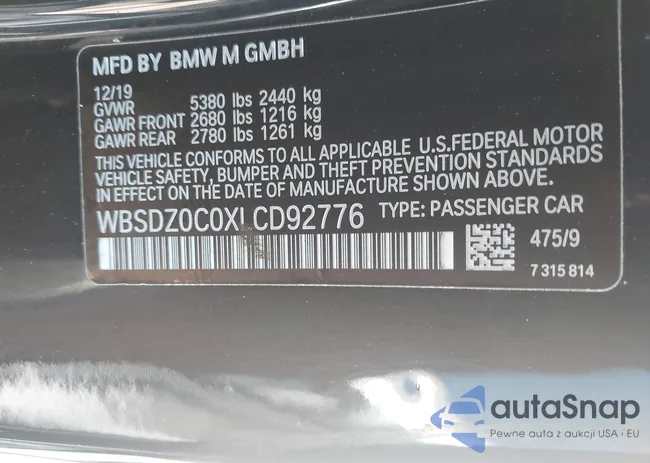 MFD BY BMW M GMBH
12/19
GVWR 5380 lbs 2440 kg
GAWR FRONT 2680 lbs 1216 kg
GAWR REAR 2780 lbs 1261 kg
THIS VEHICLE CONFORMS TO ALL APPLICABLE U.S.FEDERAL MOTOR
VEHICLE SAFETY, BUMPER AND THEFT PREVENTION STANDARDS
IN EFFECT ON THE DATE OF MANUFACTURE SHOWN ABOVE.
WBSDZ0C0XLCD92776 TYPE: PASSENGER CAR
475/9
7 315 814
autaSnap
Pewne auta z aukcji USA i EU